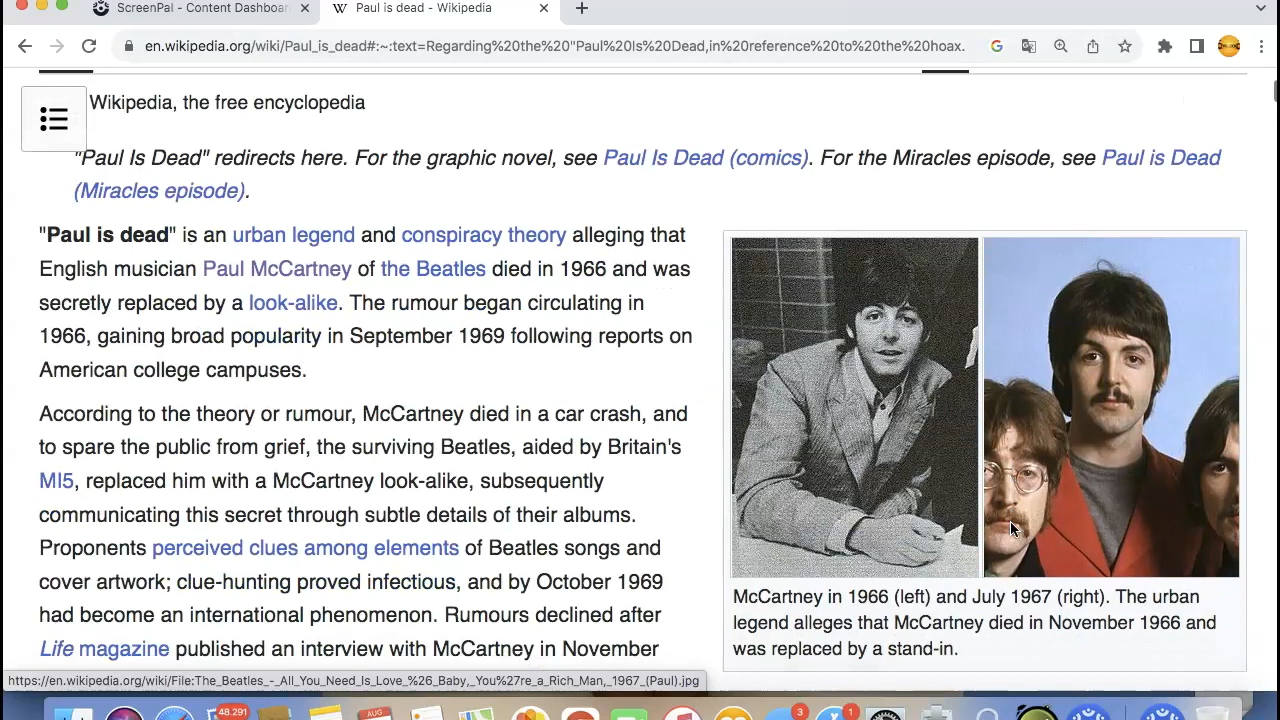 ScreenPal - Content Dashboar
Paul is dead - Wikipedia
en.wikipedia.org/wiki/Paul_is_dead#:~:text=Regarding%20the%20"Paul%20Is%20Dead,in%20reference%20to%20the%20hoax.
Wikipedia, the free encyclopedia
"Paul Is Dead" redirects here. For the graphic novel, see Paul Is Dead (comics). For the Miracles episode, see Paul is Dead
(Miracles episode).
"Paul is dead" is an urban legend and conspiracy theory alleging that
English musician Paul McCartney of the Beatles died in 1966 and was
secretly replaced by a look-alike. The rumour began circulating in
1966, gaining broad popularity in September 1969 following reports on
American college campuses.
According to the theory or rumour, McCartney died in a car crash, and
to spare the public from grief, the surviving Beatles, aided by Britain's
MI5, replaced him with a McCartney look-alike, subsequently
communicating this secret through subtle details of their albums.
Proponents perceived clues among elements of Beatles songs and
cover artwork; clue-hunting proved infectious, and by October 1969
had become an international phenomenon. Rumours declined after
Life magazine published an interview with McCartney in November
McCartney in 1966 (left) and July 1967 (right). The urban
legend alleges that McCartney died in November 1966 and
was replaced by a stand-in.
https://en.wikipedia.org/wiki/File:The_Beatles_-_All_You_Need_Is_Love_%26_Baby,_You%27re_a_Rich_Man,_1967_(Paul).jpg
48.291
AUG
3
1